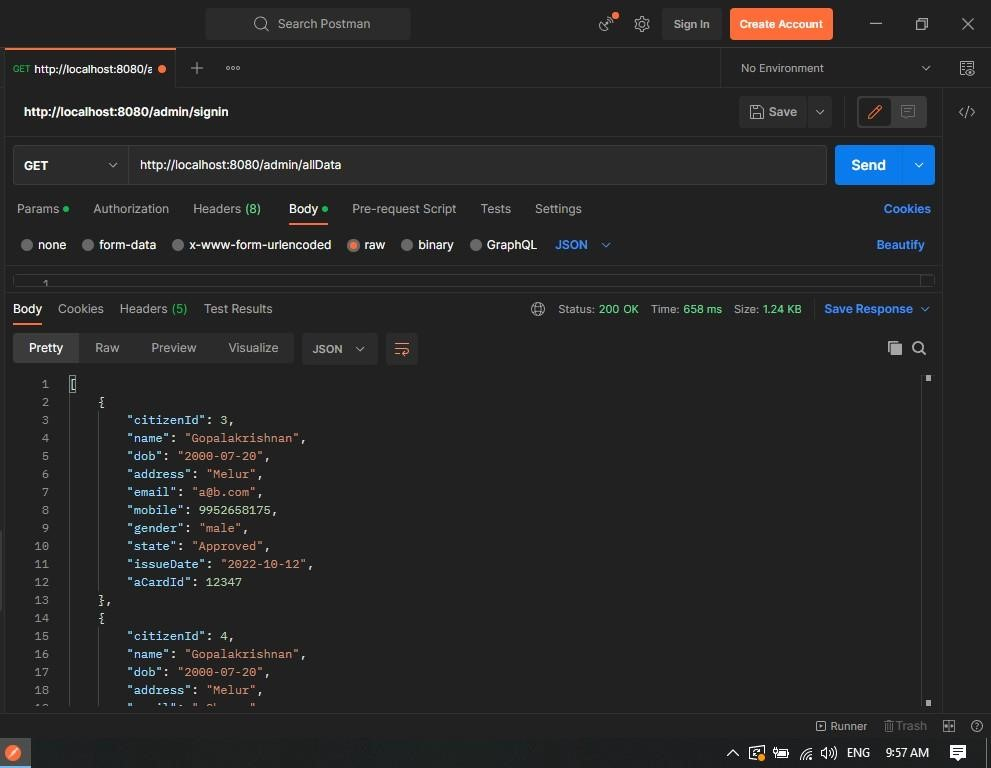 Search Postman
Sign In
Create Account
GET http://localhost:8080/a
No Environment
http://localhost:8080/admin/signin
Save
GET
http://localhost:8080/admin/allData
Send
Params
Authorization
Headers (8)
Body
Pre-request Script
Tests
Settings
Cookies
none
form-data
x-www-form-urlencoded
raw
binary
GraphQL
JSON
Beautify
1
Body
Cookies
Headers (5)
Test Results
Status: 200 OK
Time: 658 ms
Size: 1.24 KB
Save Response
Pretty
Raw
Preview
Visualize
JSON
1 [
2 {
3 "citizenId": 3,
4 "name": "Gopalakrishnan",
5 "dob": "2000-07-20",
6 "address": "Melur",
7 "email": "a@b.com",
8 "mobile": 9952658175,
9 "gender": "male",
10 "state": "Approved",
11 "issueDate": "2022-10-12",
12 "aCardId": 12347
13 },
14 {
15 "citizenId": 4,
16 "name": "Gopalakrishnan",
17 "dob": "2000-07-20",
18 "address": "Melur",
Runner
Trash
ENG
9:57 AM